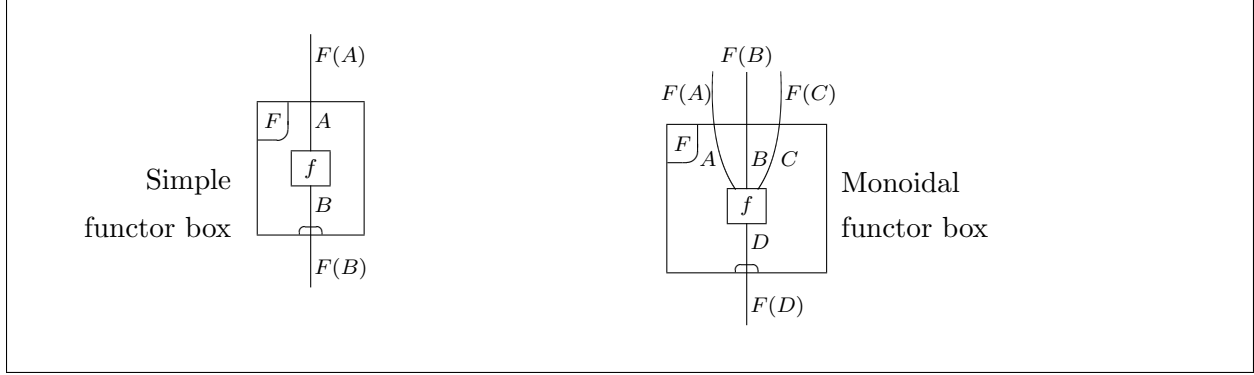 F(A)
F
A
f
B
F(B)
Simple
functor box
F(B)
F(A)
F(C)
F
A
B
C
f
D
F(D)
Monoidal
functor box